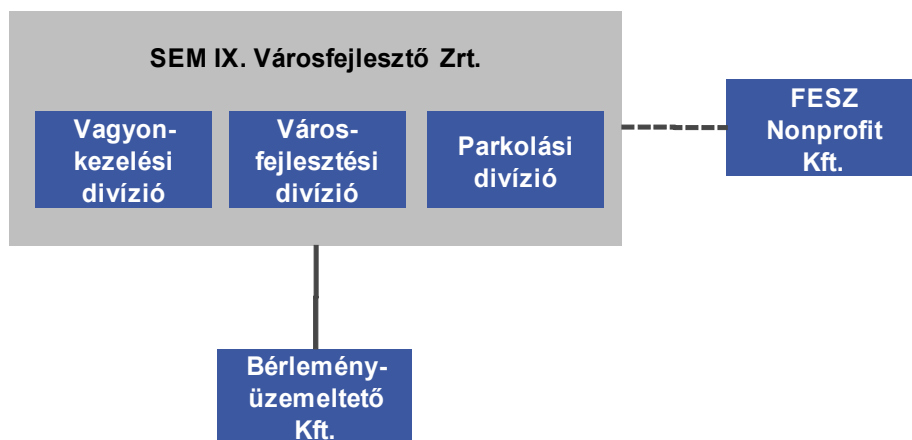 SEM IX. Városfejlesztő Zrt.
Vagyon-
kezelési
divízió
Város-
fejlesztési
divízió
Parkolási
divízió
FESZ
Nonprofit
Kft.
Bérlemény-
üzemeltető
Kft.